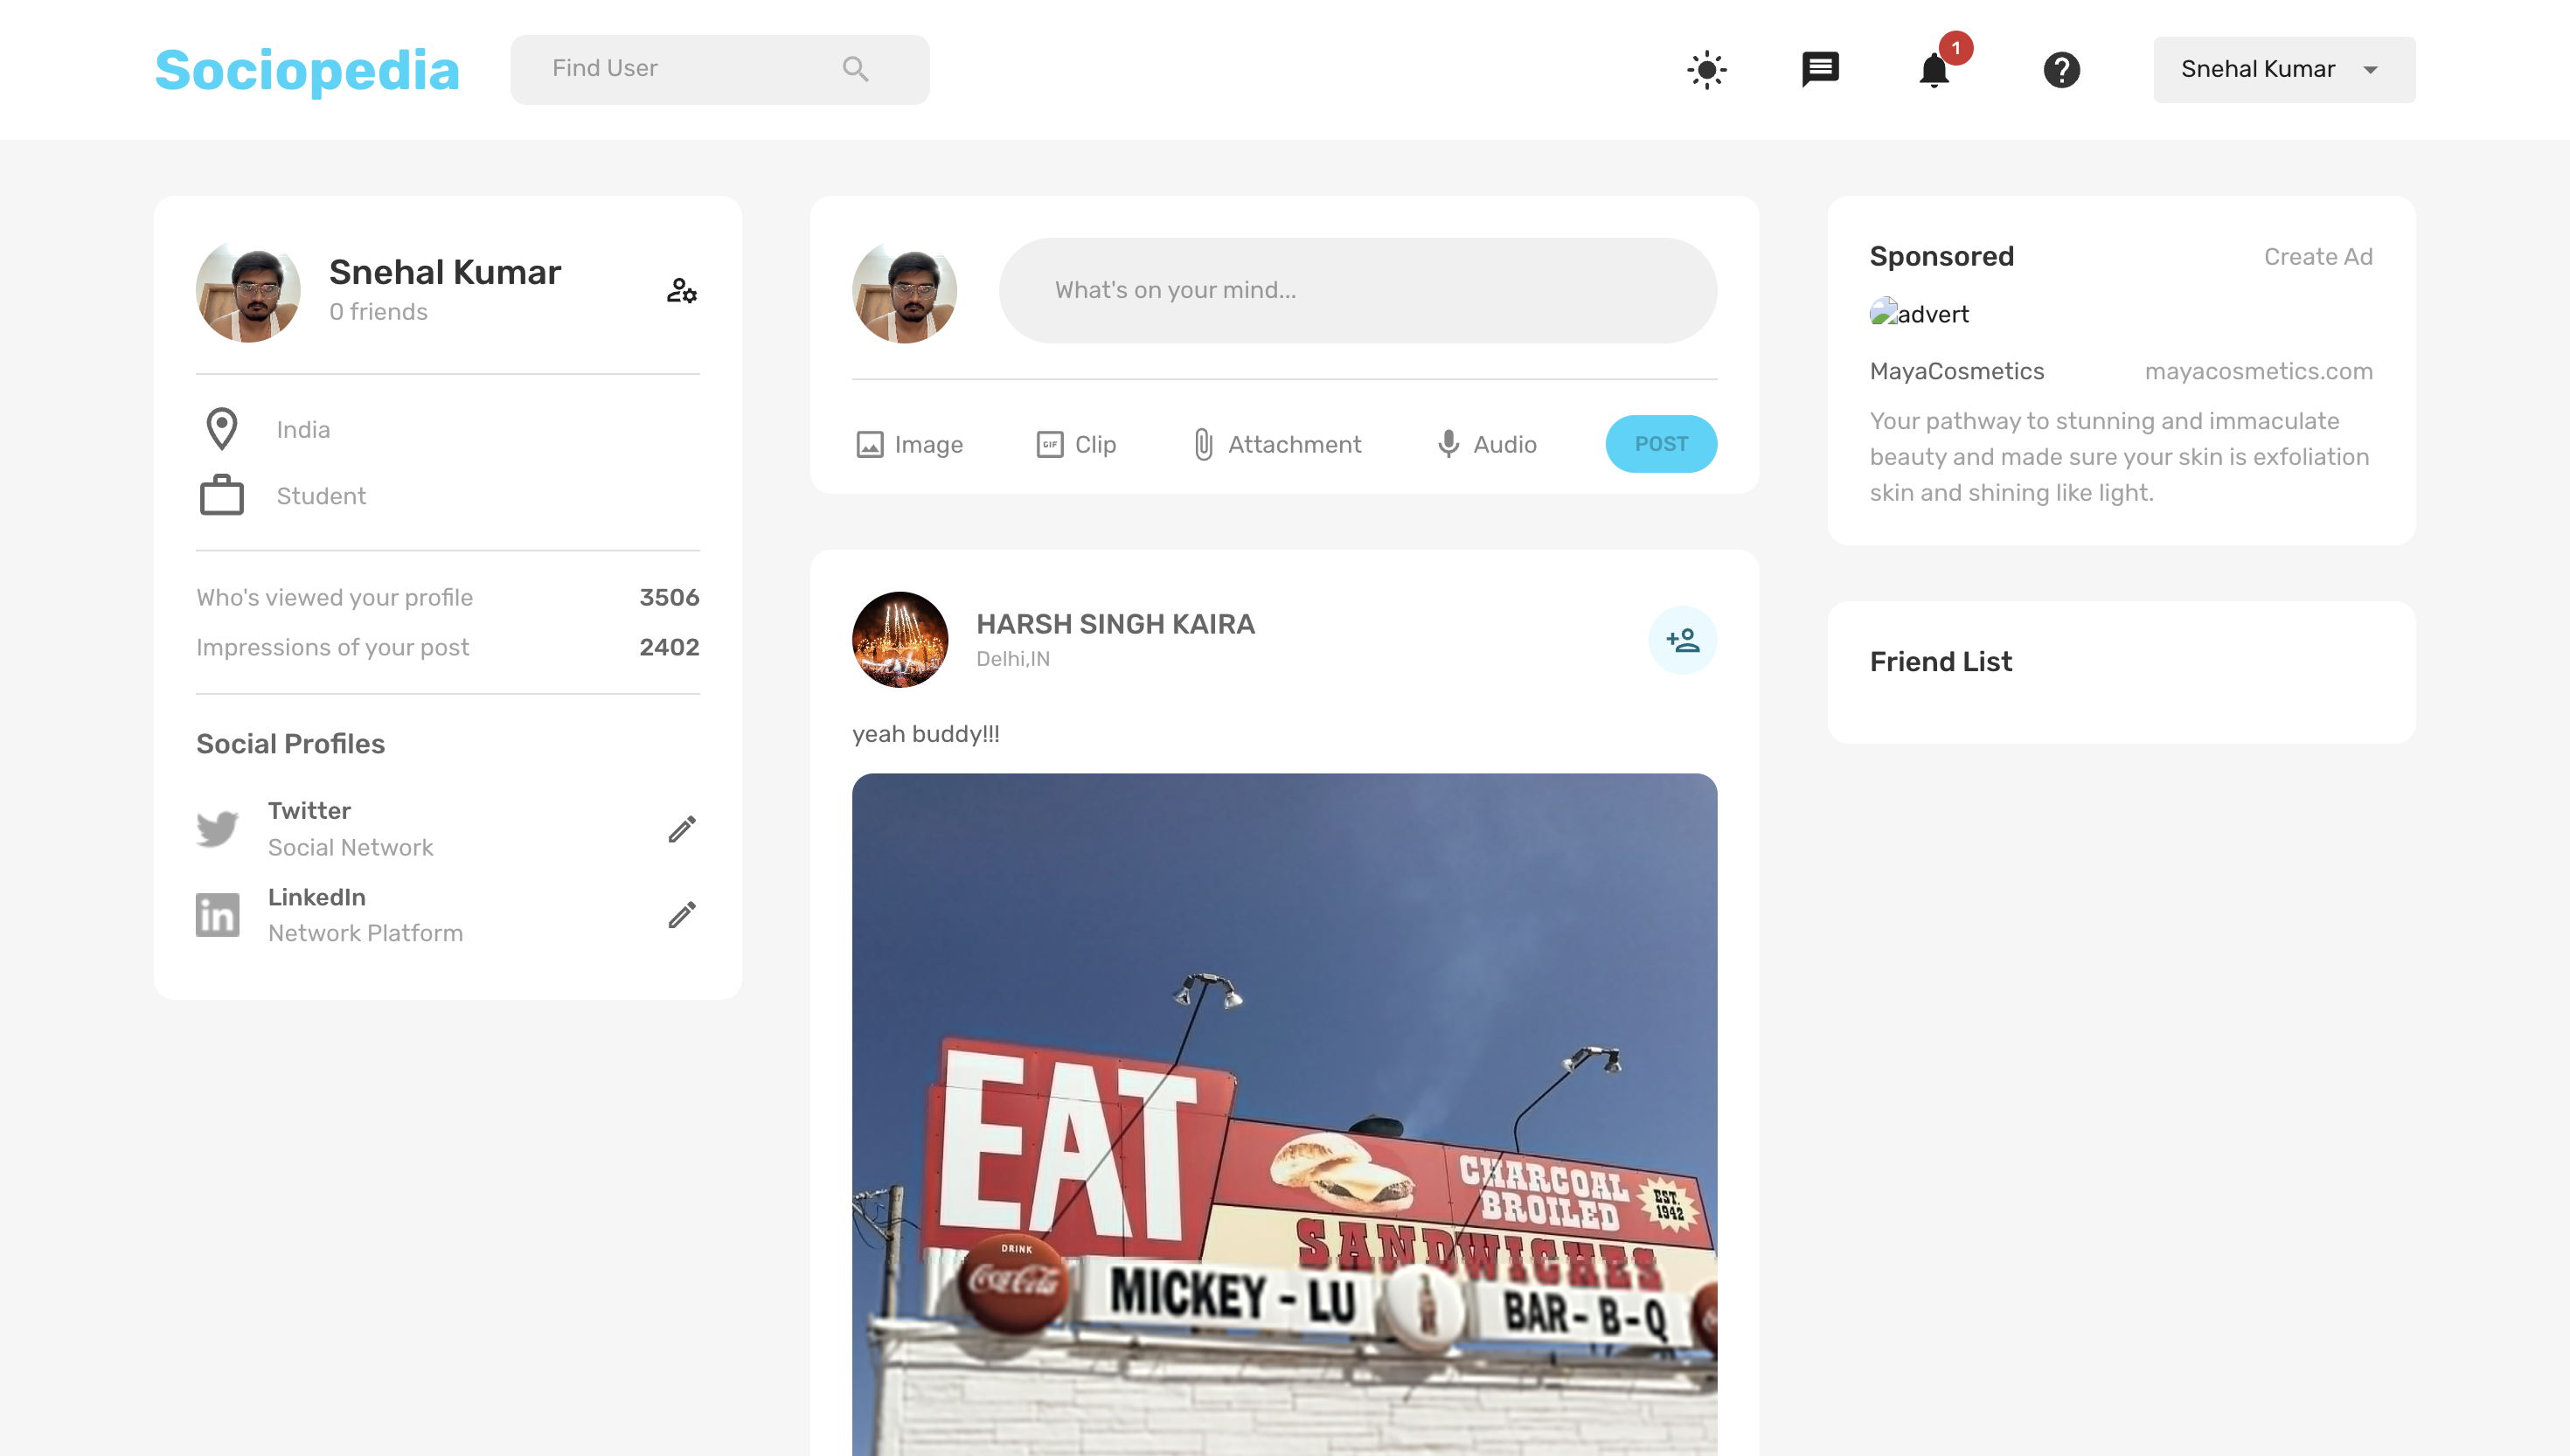 Sociopedia
Find User
1
Snehal Kumar
Snehal Kumar
0 friends
India
Student
Who's viewed your profile 3506
Impressions of your post 2402
Social Profiles
Twitter
Social Network
LinkedIn
Network Platform
What's on your mind...
Image
GIF
Clip
Attachment
Audio
POST
HARSH SINGH KAIRA
Delhi,IN
yeah buddy!!!
EAT
CHARCOAL
BROILED
EST.
1942
SANDWICHES
DRINK
Coca-Cola
MICKEY - LU
BAR - B - Q
Sponsored
Create Ad
advert
MayaCosmetics
mayacosmetics.com
Your pathway to stunning and immaculate
beauty and made sure your skin is exfoliation
skin and shining like light.
Friend List